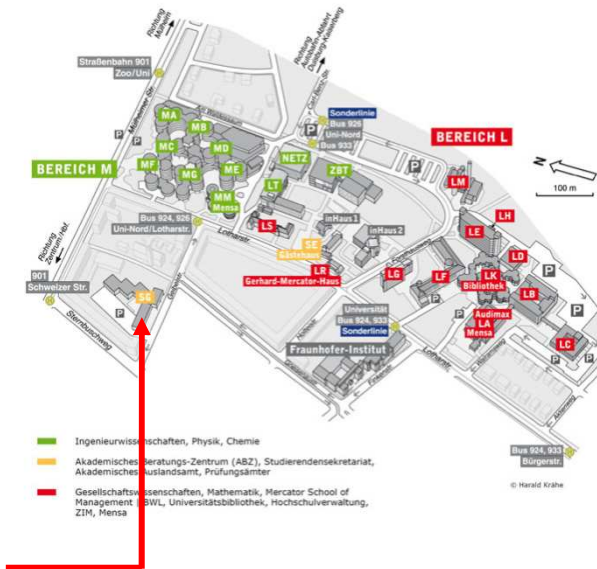 Richtung
Mülheim
Straßenbahn 901
Zoo/Uni
Mülheimer Str.
P
P
Richtung
Autobahn-Abfahrt
Duisburg-Kaiserberg
Carl-Benz-Str.
Sonderlinie
Bus 926
Uni-Nord
Bus 933
P
BEREICH L
N
100 m
MA
MB
MC
MD
MF
MG
ME
MM
Mensa
BEREICH M
NETZ
ZBT
LT
LS
inHaus1
inHaus 2
SE
Gästehaus
LR
Gerhard-Mercator-Haus
LM
LH
LE
LD
LK
Bibliothek
LG
LF
LB
Audimax
LA
Mensa
LC
P
P
P
P
P
P
Bus 924, 926
Uni-Nord/Lotharstr.
Lotharstr.
Richtung
Zentrum/Hbf.
901
Schweizer Str.
SG
P
Sternbuschweg
Universität
Bus 924, 933
Sonderlinie
Fraunhofer-Institut
Lotharstr.
Bus 924, 933
Bürgerstr.
© Harald Krähe
Ingenieurwissenschaften, Physik, Chemie
Akademisches Beratungs-Zentrum (ABZ), Studierendensekretariat,
Akademisches Auslandsamt, Prüfungsämter
Gesellschaftswissenschaften, Mathematik, Mercator School of
Management | BWL, Universitätsbibliothek, Hochschulverwaltung,
ZIM, Mensa